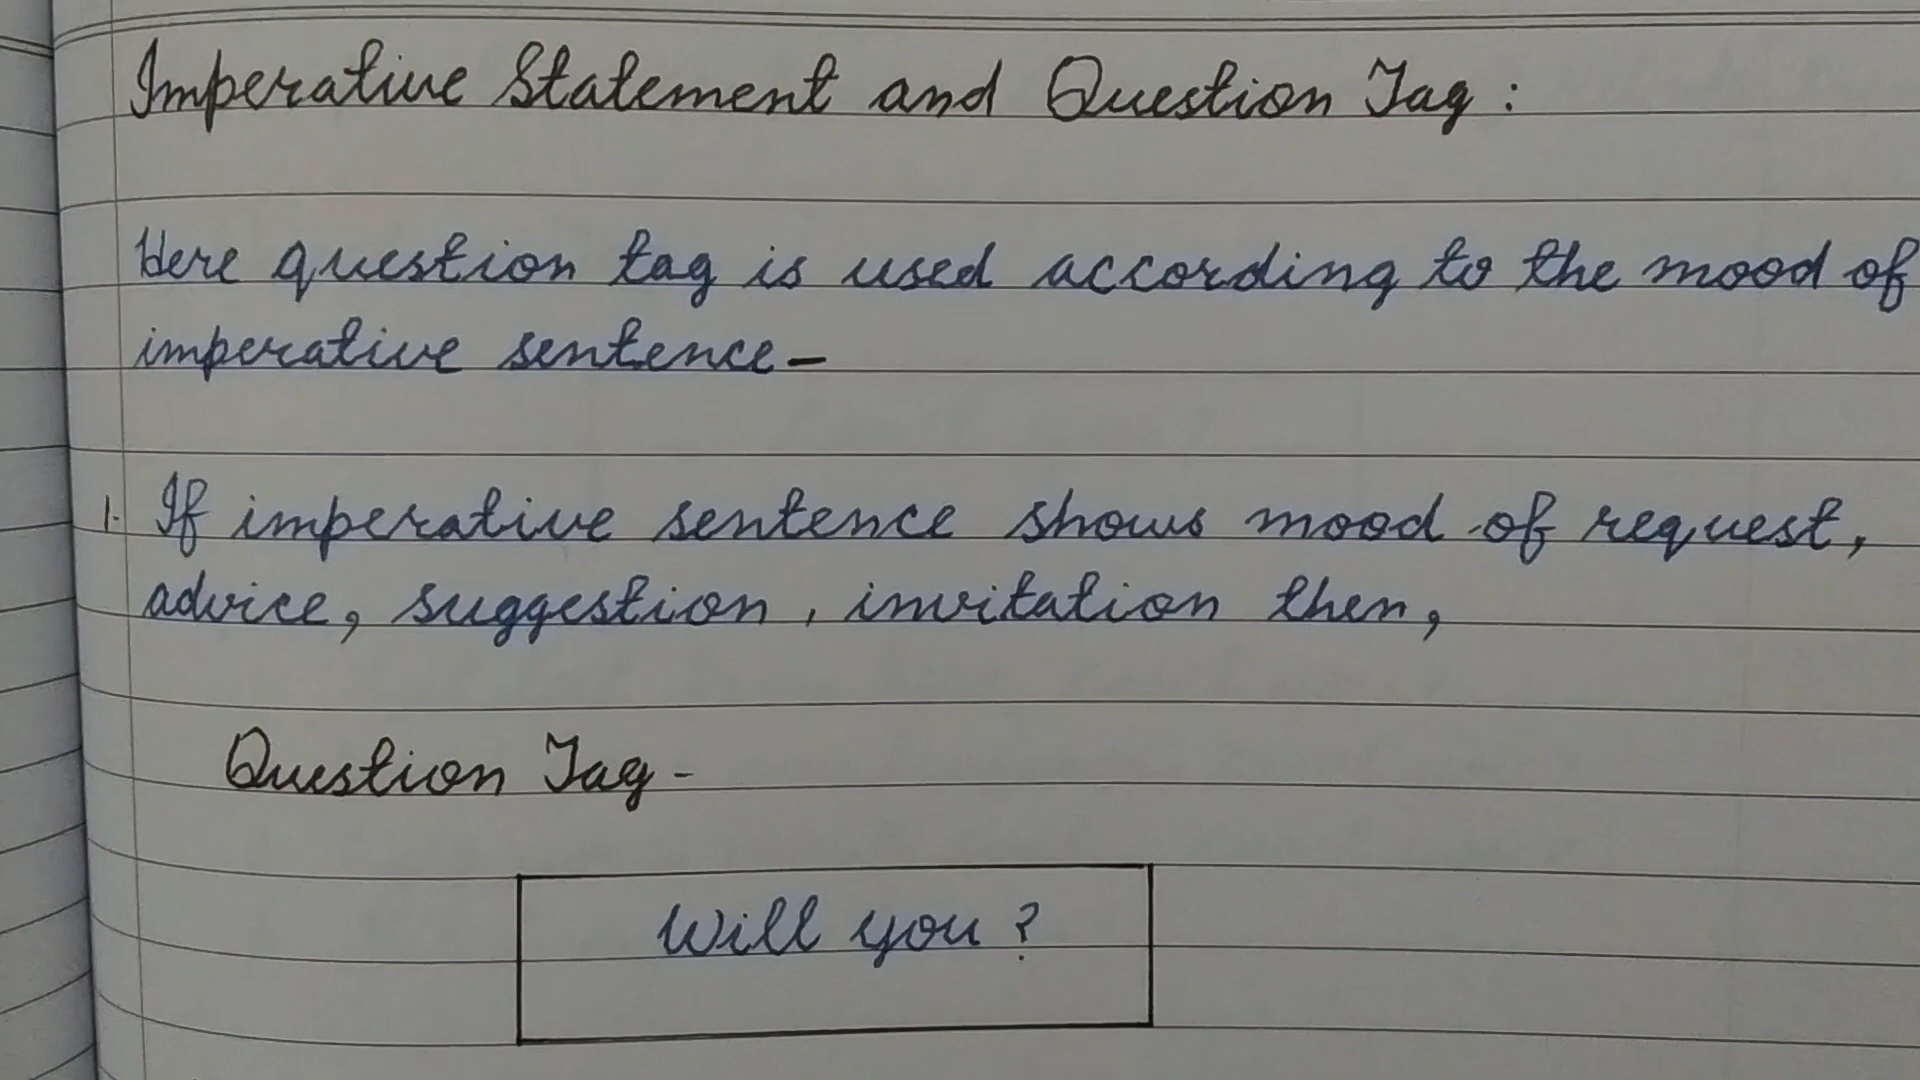 Imperative Statement and Question Tag :
Here question tag is used according to the mood of
imperative sentence –
1. If imperative sentence shows mood of request,
advice, suggestion, invitation then,
Question Tag -
Will you ?